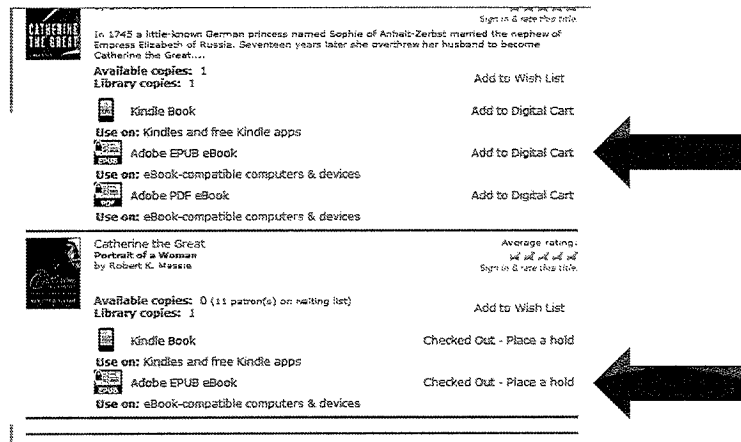 CATHERINE
THE GREAT
Sign in & rate this title.
In 1745 a little-known German princess named Sophie of Anhalt-Zerbst married the nephew of
Empress Elizabeth of Russia. Seventeen years later she overthrew her husband to become
Catherine the Great....
Available copies: 1
Library copies: 1
Add to Wish List
Kindle Book
Add to Digital Cart
Use on: Kindles and free Kindle apps
EPUB
Adobe EPUB eBook
Add to Digital Cart
Use on: eBook-compatible computers & devices
PDF
Adobe PDF eBook
Add to Digital Cart
Use on: eBook-compatible computers & devices
Catherine the Great
Portrait of a Woman
by Robert K. Massie
Average rating:
Sign in & rate this title.
Available copies: 0 (11 patron(s) on waiting list)
Library copies: 1
Add to Wish List
Kindle Book
Checked Out - Place a hold
Use on: Kindles and free Kindle apps
EPUB
Adobe EPUB eBook
Checked Out - Place a hold
Use on: eBook-compatible computers & devices